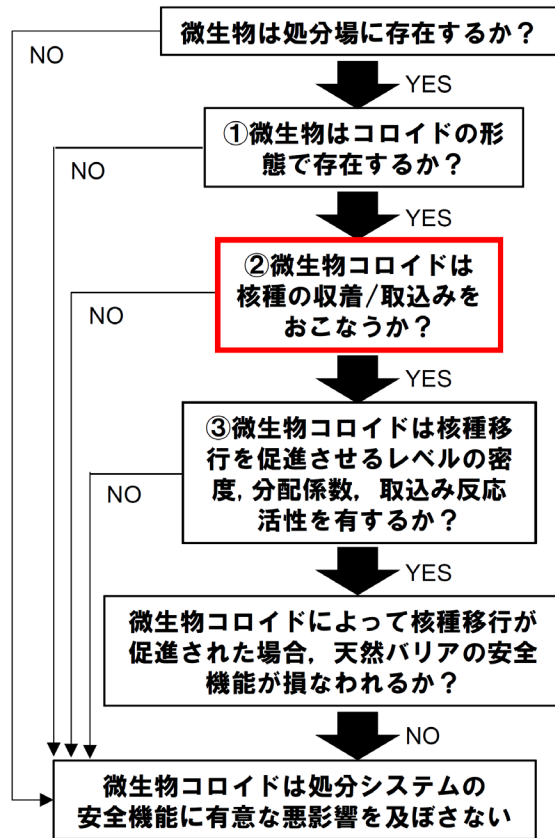 微生物は処分場に存在するか？
NO
YES
①微生物はコロイドの形
態で存在するか？
NO
YES
②微生物コロイドは
核種の収着/取込みを
おこなうか？
NO
YES
③微生物コロイドは核種移
行を促進させるレベルの密
度，分配係数， 取込み反応
活性を有するか？
NO
YES
微生物コロイドによって核種移行が
促進された場合，天然バリアの安全
機能が損なわれるか？
NO
微生物コロイドは処分システムの
安全機能に有意な悪影響を及ぼさない